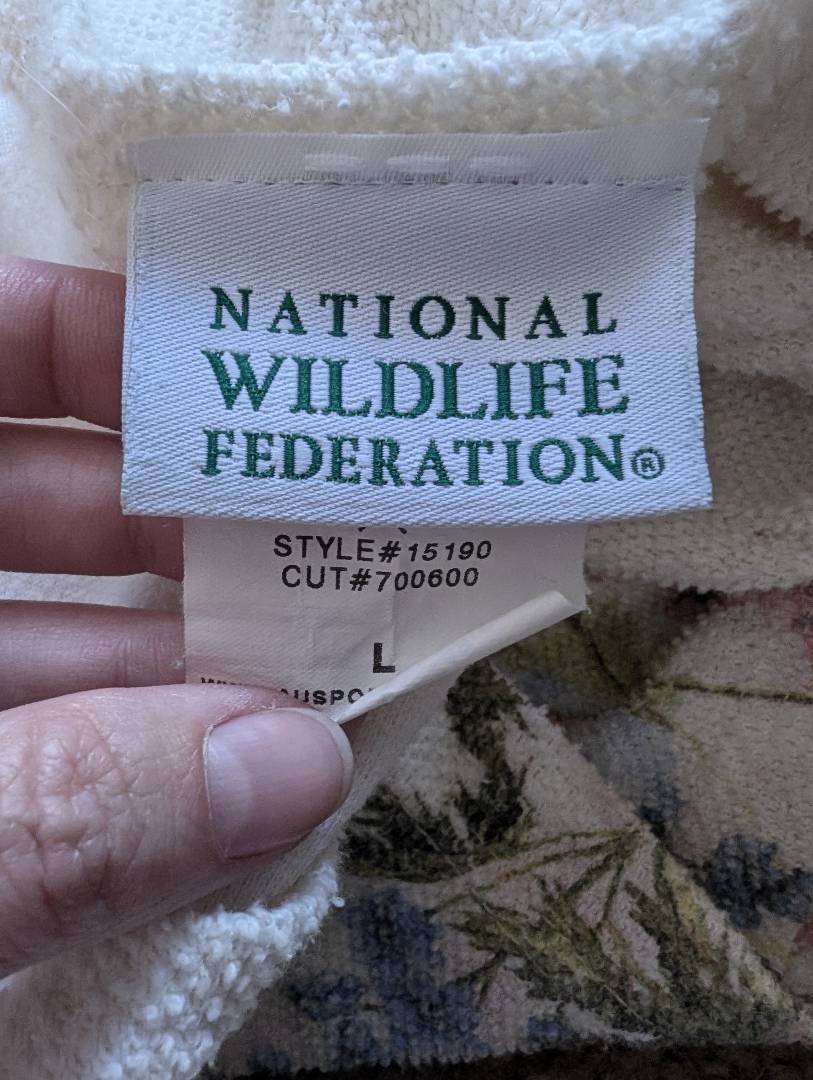 NATIONAL
WILDLIFE
FEDERATION®
STYLE#15190
CUT#700600
L